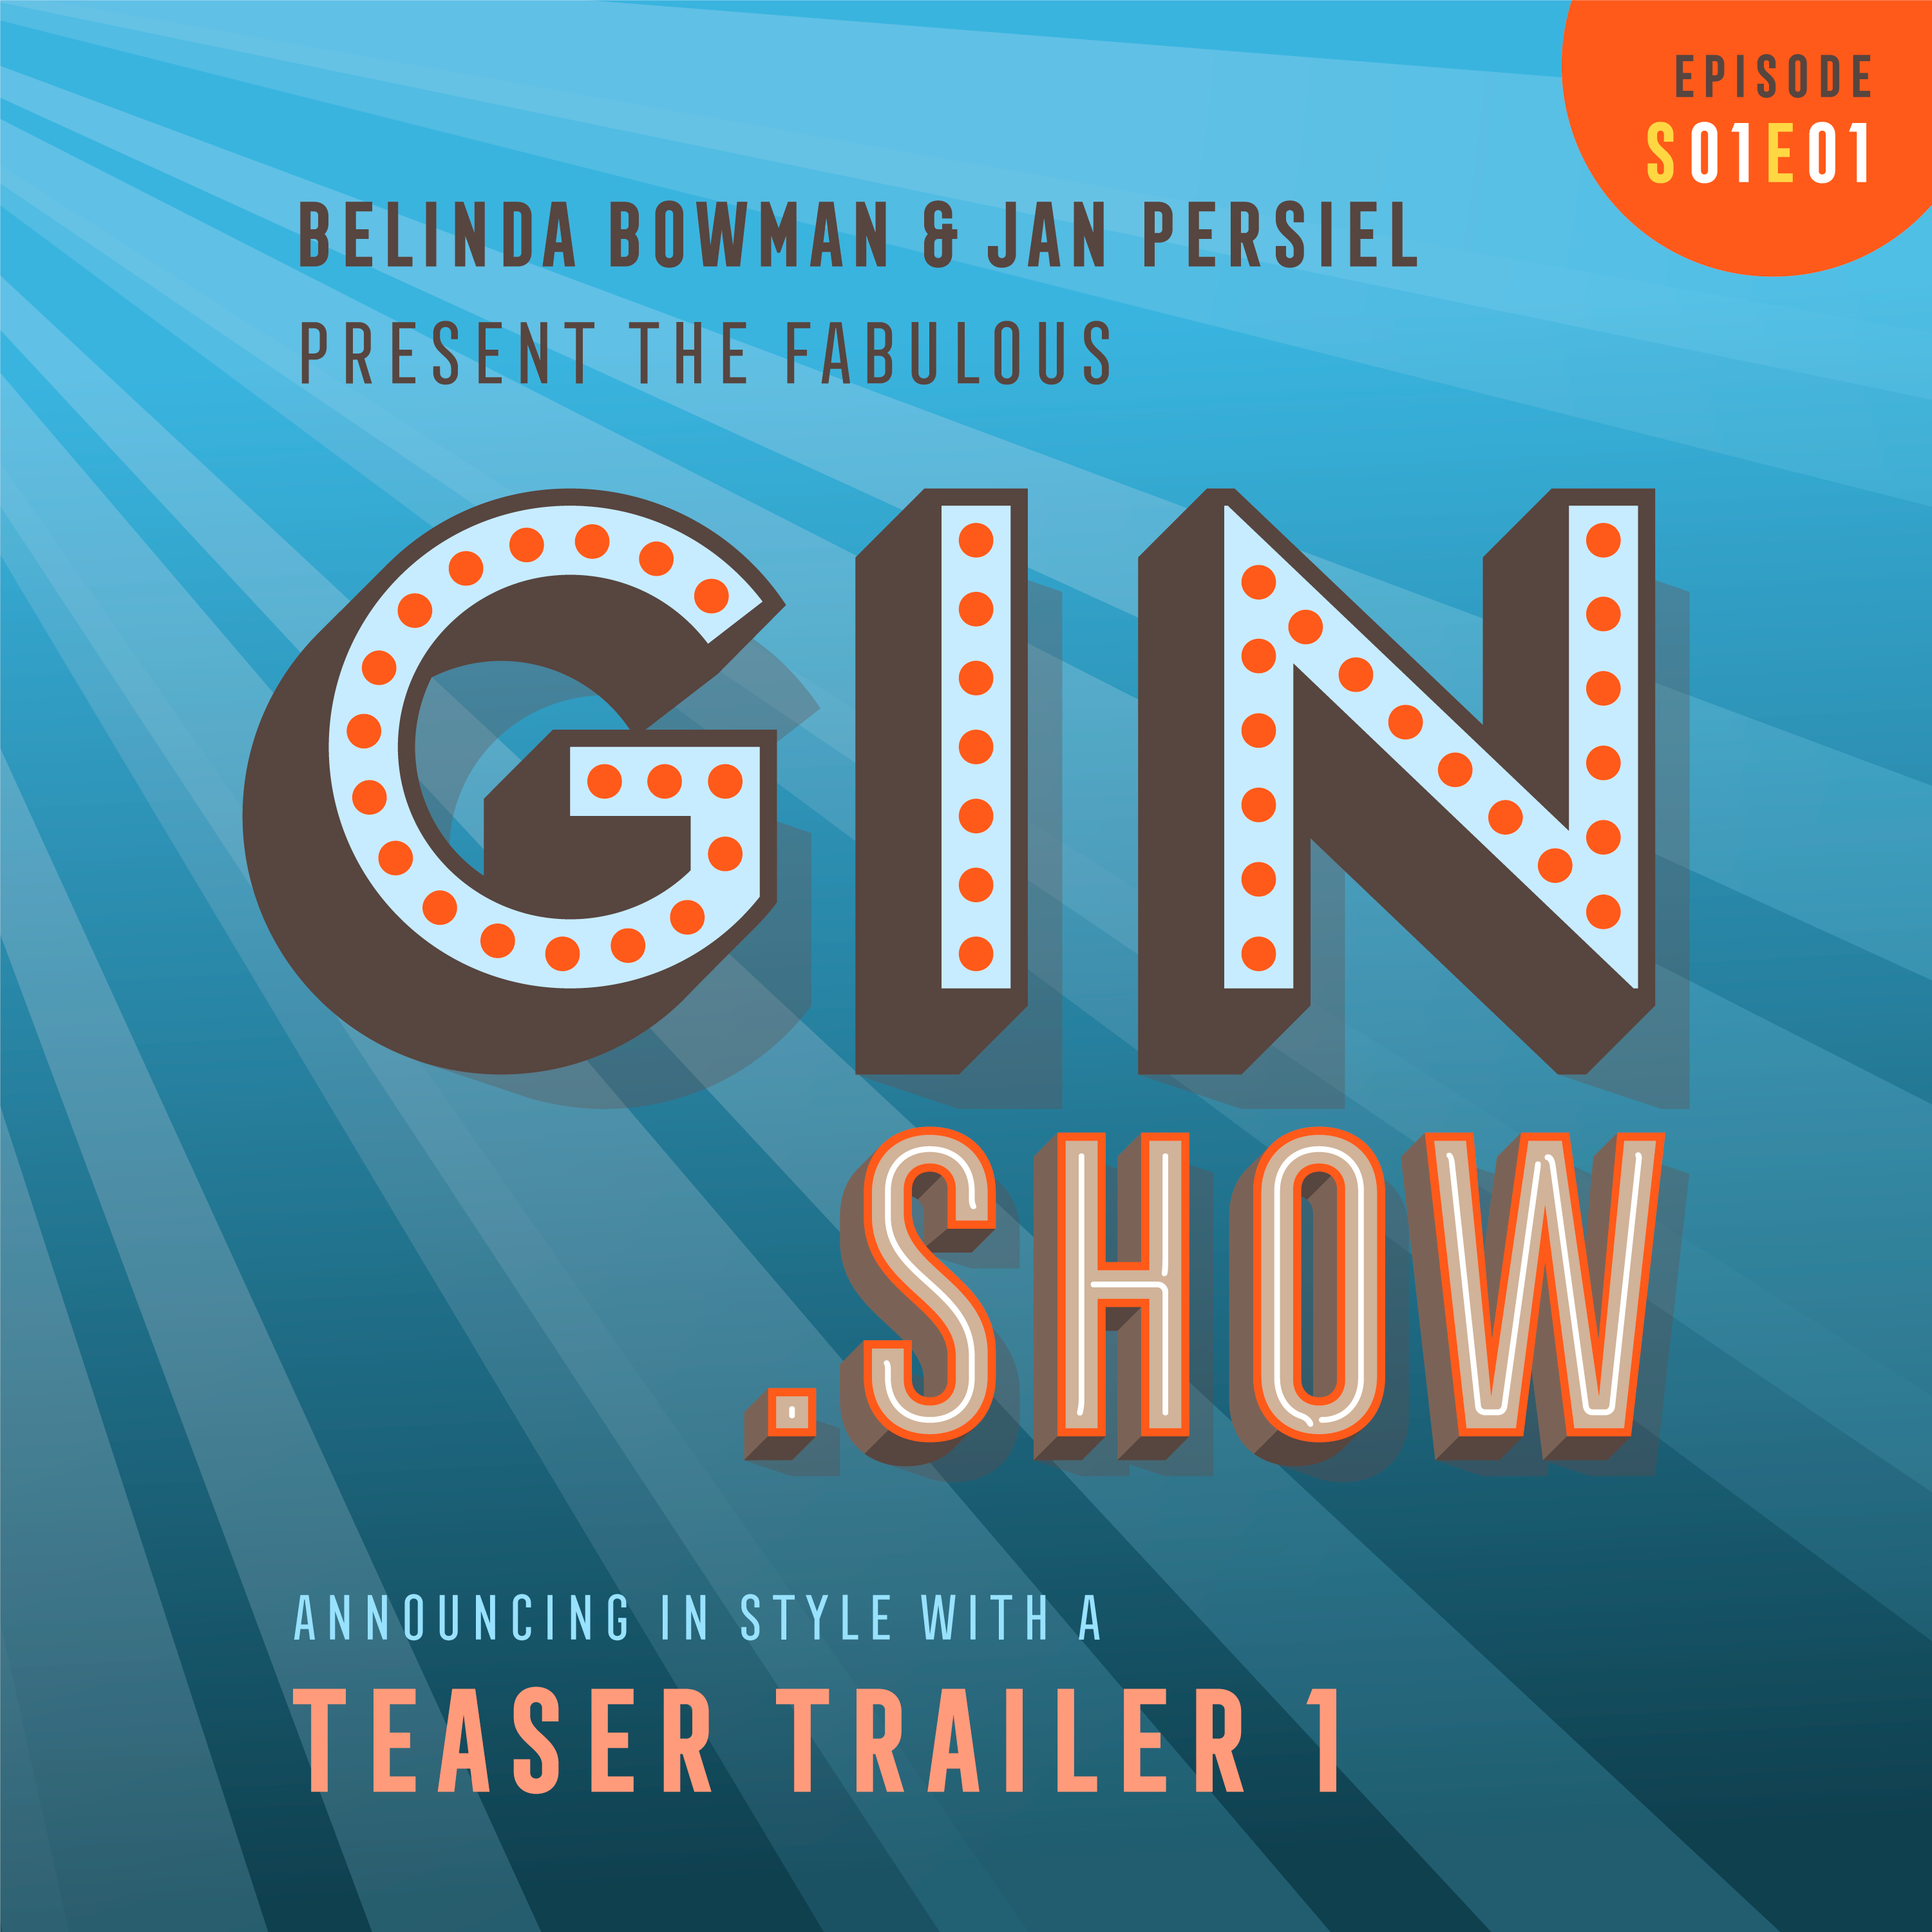 EPISODE
S01E01
BELINDA BOWMAN & JAN PERSIEL
PRESENT THE FABULOUS
GIN
.SHOW
ANNOUNCING IN STYLE WITH A
TEASER TRAILER 1